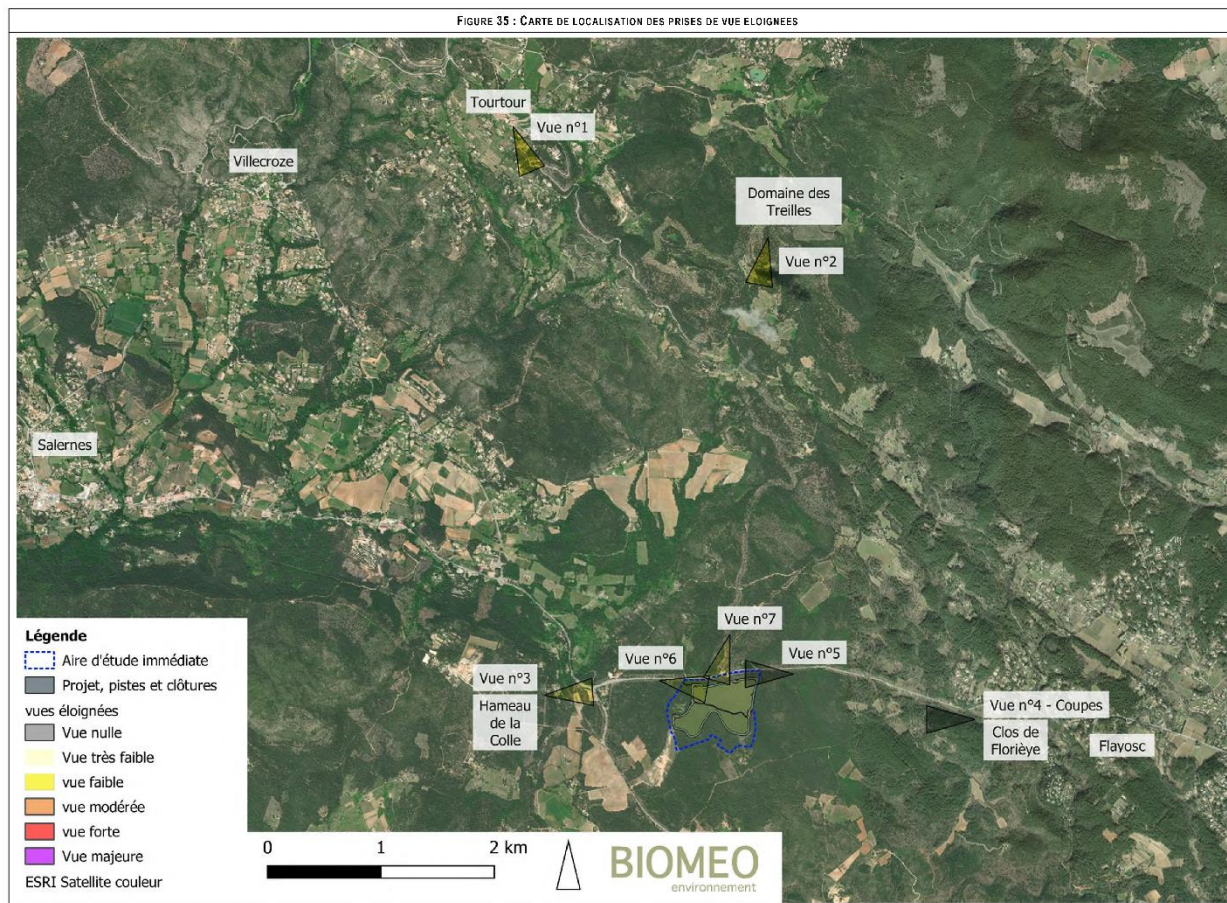 FIGURE 35 : CARTE DE LOCALISATION DES PRISES DE VUE ELOIGNEES
Tourtour
Vue n°1
Villecroze
Domaine des
Treilles
Vue n°2
Salernes
Vue n°7
Vue n°6
Vue n°5
Vue n°3
Hameau
de la
Colle
Vue n°4 - Coupes
Clos de
Florièye
Flayosc
Légende
Aire d'étude immédiate
Projet, pistes et clôtures
vues éloignées
Vue nulle
Vue très faible
vue faible
vue modérée
vue forte
Vue majeure
ESRI Satellite couleur
0 1 2 km
BIOMEO
environnement